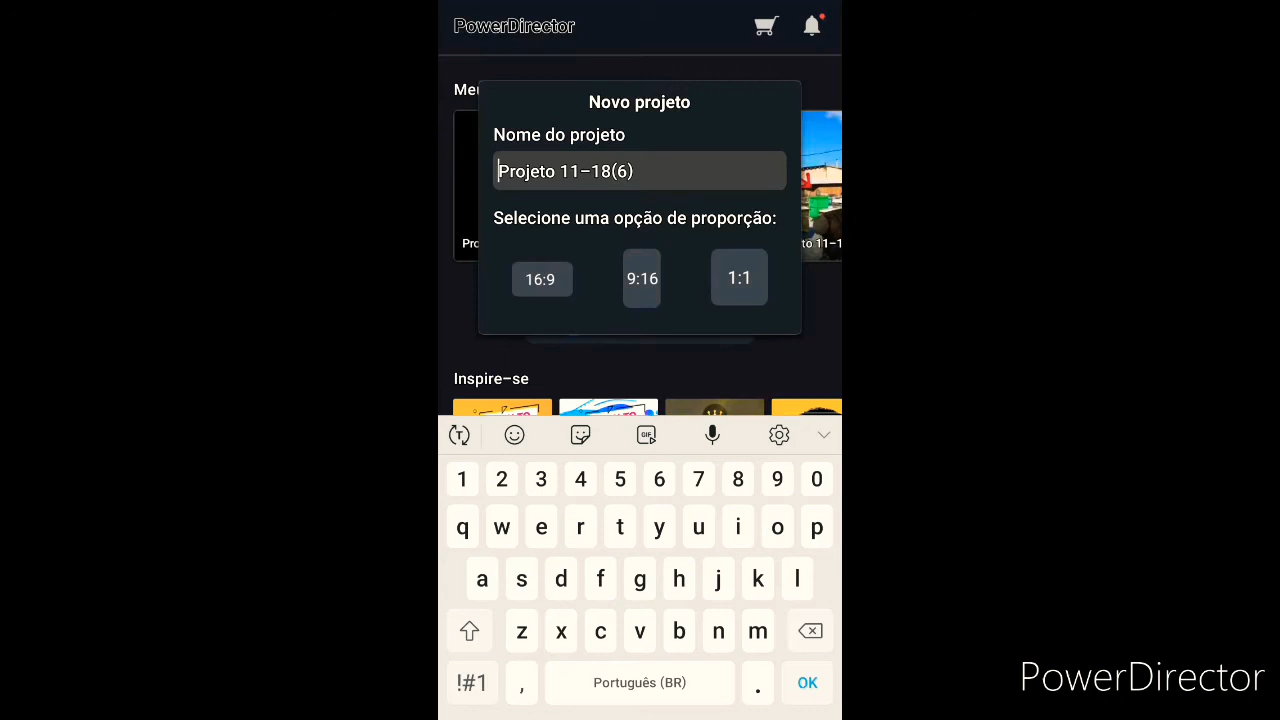 PowerDirector
Novo projeto
Nome do projeto
Projeto 11-18(6)
Selecione uma opção de proporção:
16:9 9:16 1:1
Inspire-se
GIF
1 2 3 4 5 6 7 8 9 0
q w e r t y u i o p
a s d f g h j k l
z x c v b n m
!#1 , Português (BR) . OK
PowerDirector